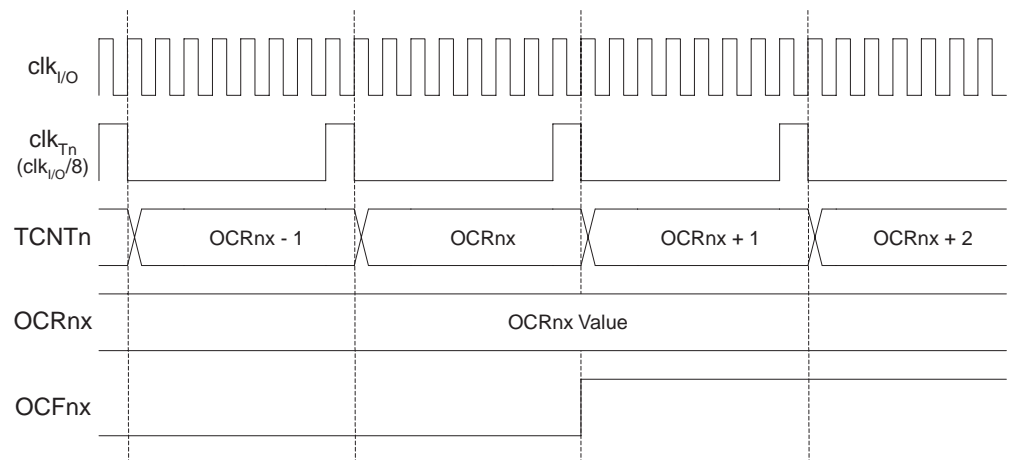 clkI/O
clkTn
(clkI/O/8)
TCNTn
OCRnx - 1
OCRnx
OCRnx + 1
OCRnx + 2
OCRnx
OCRnx Value
OCFnx